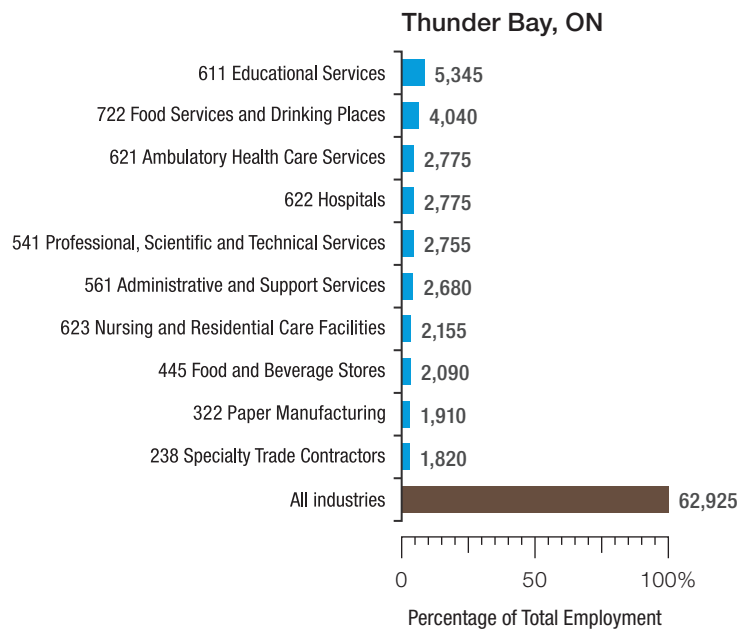 Thunder Bay, ON
611 Educational Services 5,345
722 Food Services and Drinking Places 4,040
621 Ambulatory Health Care Services 2,775
622 Hospitals 2,775
541 Professional, Scientific and Technical Services 2,755
561 Administrative and Support Services 2,680
623 Nursing and Residential Care Facilities 2,155
445 Food and Beverage Stores 2,090
322 Paper Manufacturing 1,910
238 Specialty Trade Contractors 1,820
All industries 62,925
0 50 100%
Percentage of Total Employment